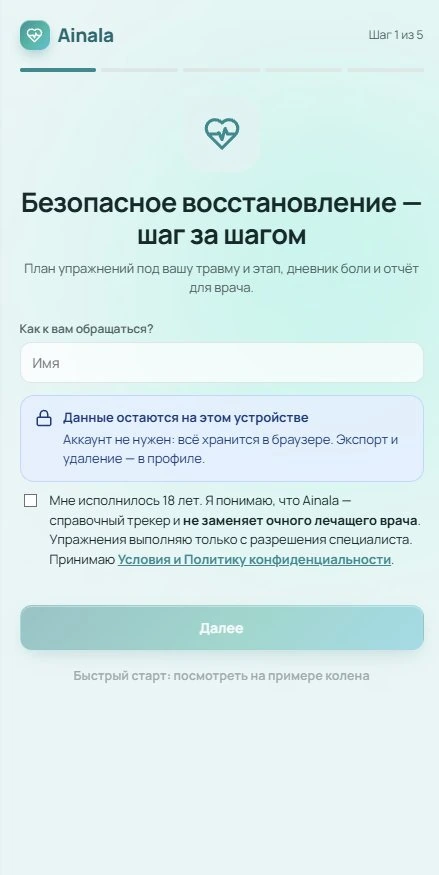 Ainala
Шаг 1 из 5
Безопасное восстановление —
шаг за шагом
План упражнений под вашу травму и этап, дневник боли и отчёт
для врача.
Как к вам обращаться?
Имя
Данные остаются на этом устройстве
Аккаунт не нужен: всё хранится в браузере. Экспорт и
удаление — в профиле.
Мне исполнилось 18 лет. Я понимаю, что Ainala —
справочный трекер и не заменяет очного лечащего врача.
Упражнения выполняю только с разрешения специалиста.
Принимаю Условия и Политику конфиденциальности.
Далее
Быстрый старт: посмотреть на примере колена